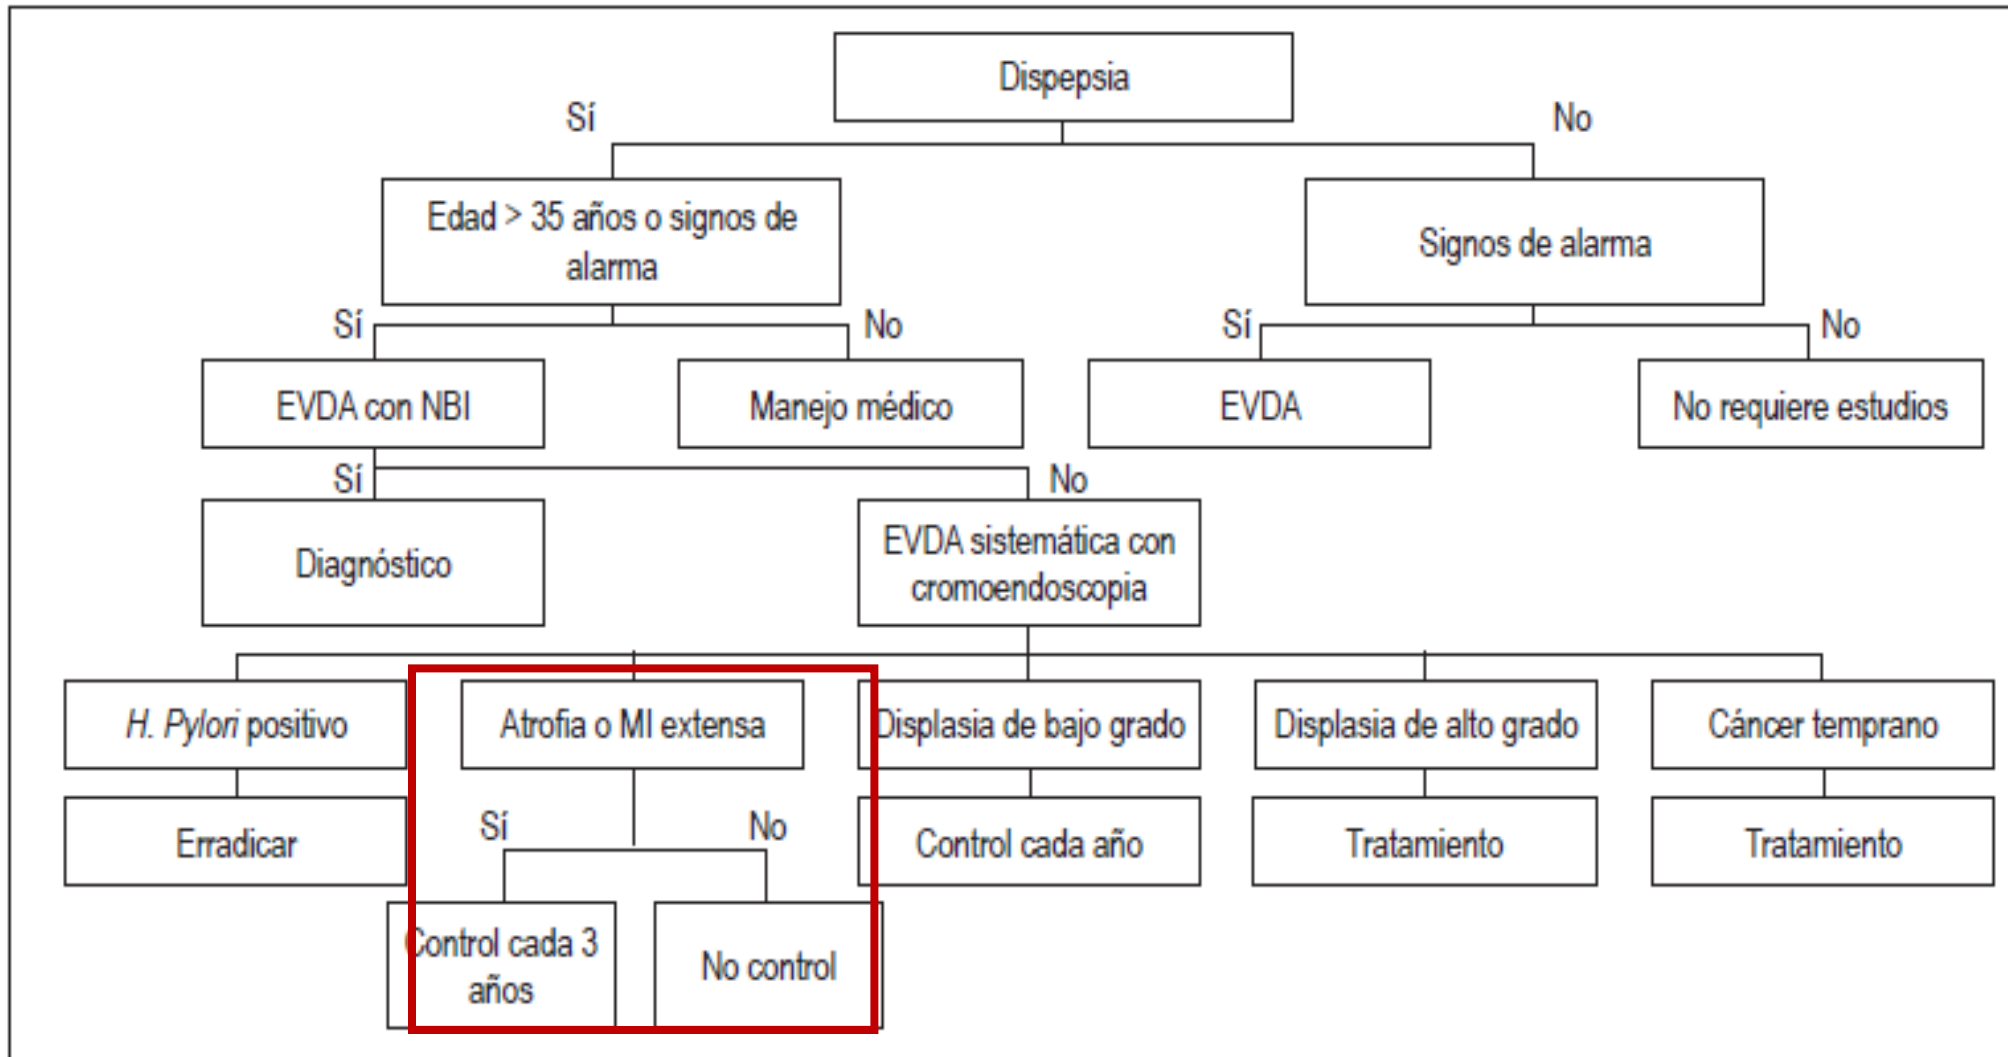 Dispepsia
Sí
No
Edad > 35 años o signos de
alarma
Signos de alarma
Sí
No
Sí
No
EVDA con NBI
Manejo médico
EVDA
No requiere estudios
Sí
No
Diagnóstico
EVDA sistemática con
cromoendoscopia
H. Pylori positivo
Atrofia o MI extensa
Displasia de bajo grado
Displasia de alto grado
Cáncer temprano
Erradicar
Sí
No
Control cada año
Tratamiento
Tratamiento
Control cada 3
años
No control